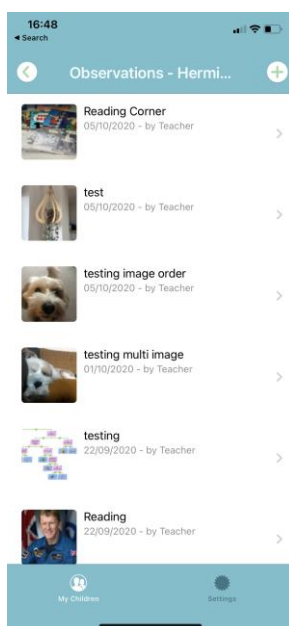 16:48
◄ Search
Observations - Hermi...
Reading Corner
05/10/2020 - by Teacher
test
05/10/2020 - by Teacher
testing image order
05/10/2020 - by Teacher
testing multi image
01/10/2020 - by Teacher
testing
22/09/2020 - by Teacher
Reading
22/09/2020 - by Teacher
My Children
Settings